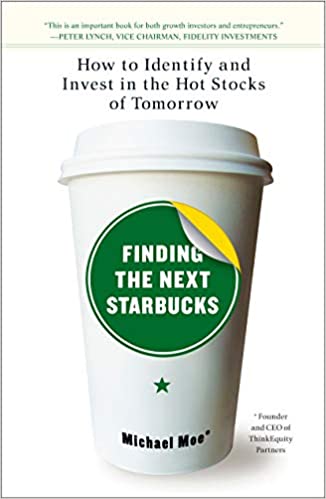 "This is an important book for both growth investors and entrepreneurs."
—PETER LYNCH, VICE CHAIRMAN, FIDELITY INVESTMENTS
How to Identify and
Invest in the Hot Stocks
of Tomorrow
FINDING
THE NEXT
STARBUCKS
Michael Moe*
* Founder
and CEO of
ThinkEquity
Partners